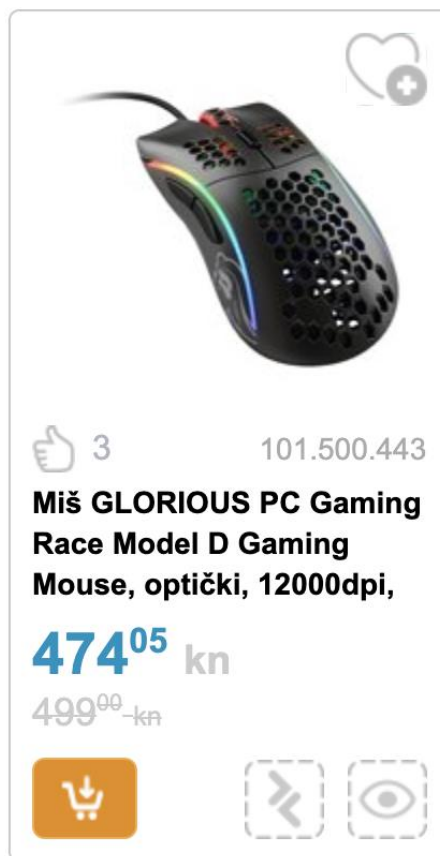 3 101.500.443
Miš GLORIOUS PC Gaming
Race Model D Gaming
Mouse, optički, 12000dpi,
474⁰⁵ kn
499⁰⁰ kn